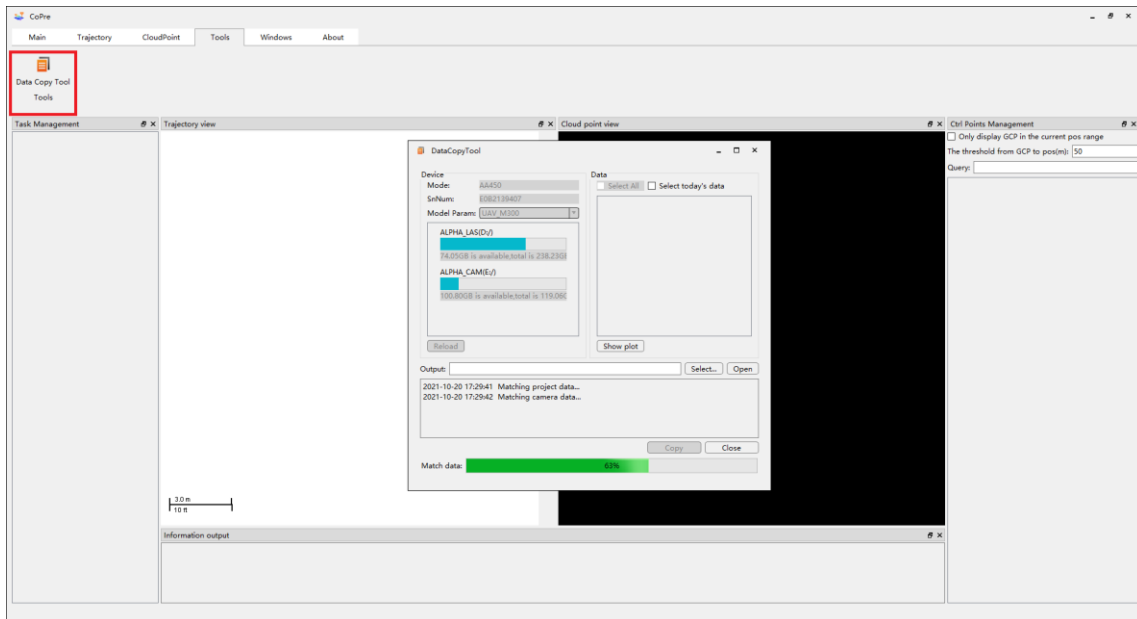 CoPre
Main Trajectory CloudPoint Tools Windows About
Data Copy Tool
Tools
Task Management
Trajectory view
Cloud point view
Ctrl Points Management
Only display GCP in the current pos range
The threshold from GCP to pos(m): 50
Query:
DataCopyTool
Device
Mode: AA450
SnNum: E0B2139407
Model Param: UAV_M300
ALPHA_LAS(D:/)
74.05GB is available,total is 238.23GB
ALPHA_CAM(E:/)
100.80GB is available,total is 119.06G
Reload
Data
Select All Select today's data
Show plot
Output: Select... Open
2021-10-20 17:29:41 Matching project data...
2021-10-20 17:29:42 Matching camera data...
Copy Close
Match data: 63%
3.0 m
10 ft
Information output